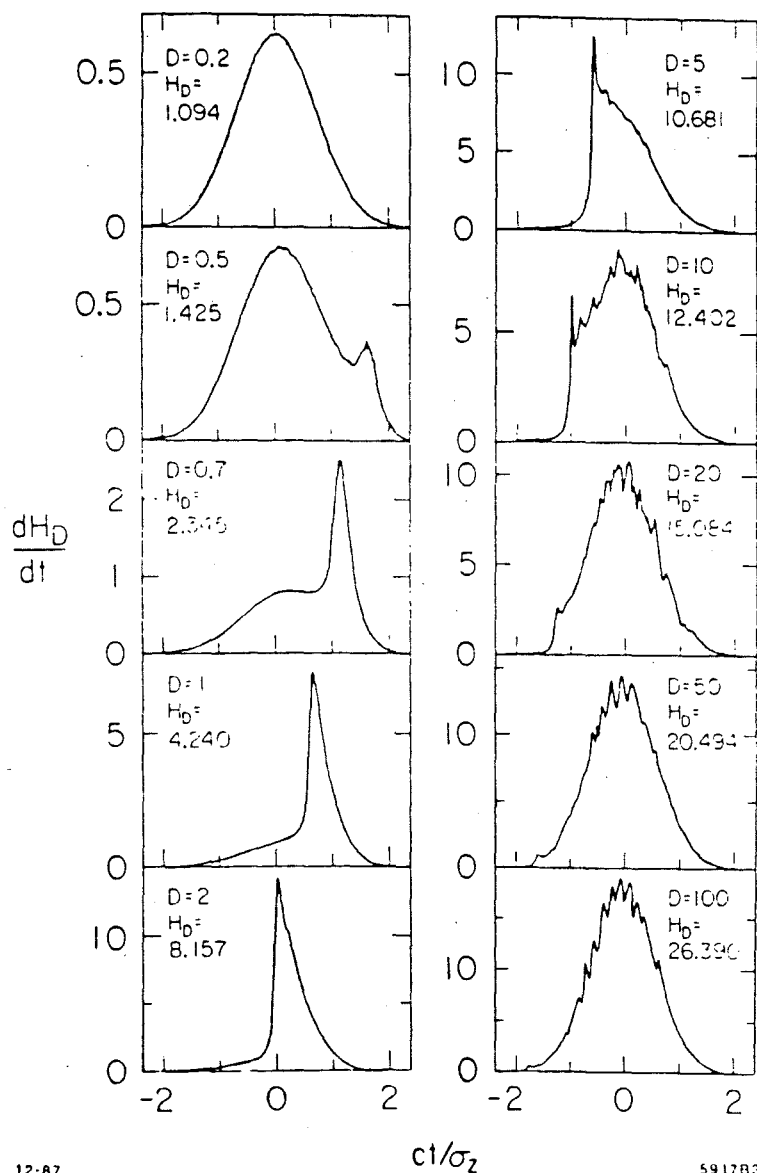 0.5
0
D=0.2
H_D=
1.094
0.5
0
D=0.5
H_D=
1.425
2
1
0
D=0.7
H_D=
5
0
D=1
H_D=
4.240
10
0
D=2
H_D=
8.157
dH_D
dt
-2 0 2
10
5
0
D=5
H_D=
10.681
5
0
D=10
H_D=
12.402
10
5
0
D=20
H_D=
10
0
D=50
H_D=
20.494
10
0
D=100
H_D=
26.390
-2 0 2
ct/σ_z
12-87